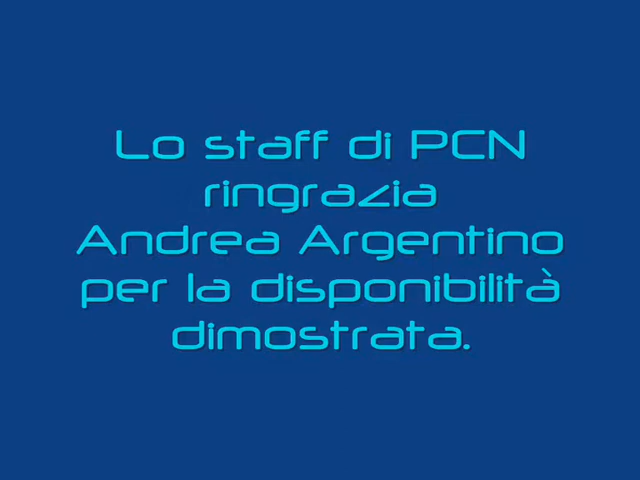 Lo staff di PCN
ringrazia
Andrea Argentino
per la disponibilità
dimostrata.